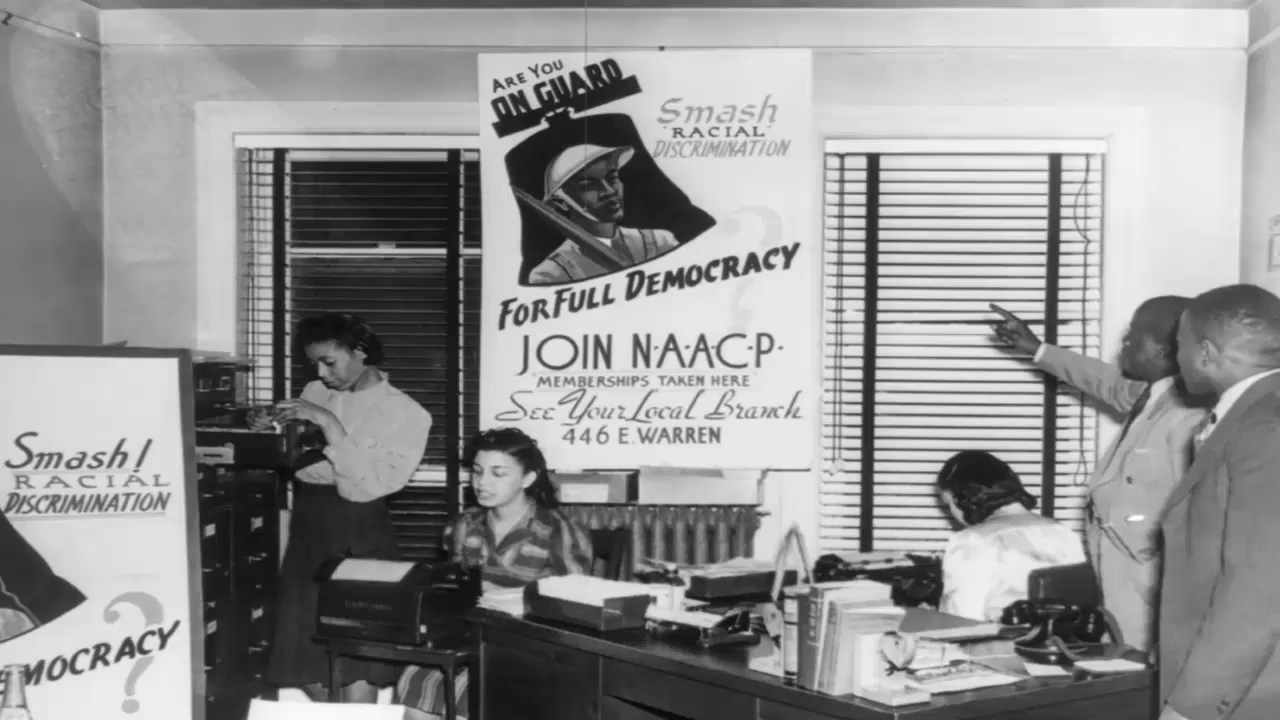 ARE YOU
ON GUARD
Smash
"RACIAL"
DISCRIMINATION
?
FOR FULL DEMOCRACY
?
JOIN N·A·A·C·P·
"MEMBERSHIPS TAKEN HERE"
See Your Local Branch
446 E. WARREN
Smash!
RACIAL
DISCRIMINATION
?
MOCRACY
?